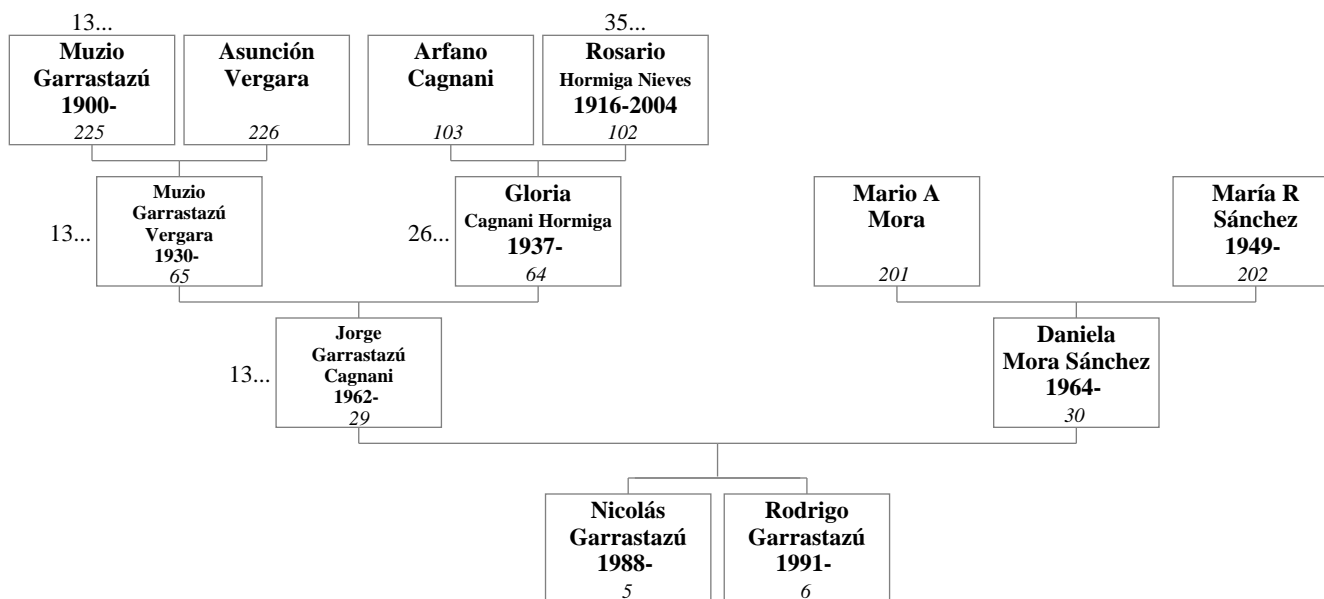 13...
Muzio
Garrastazú
1900-
225
Asunción
Vergara
226
Arfano
Cagnani
103
35...
Rosario
Hormiga Nieves
1916-2004
102
13...
Muzio
Garrastazú
Vergara
1930-
65
26...
Gloria
Cagnani Hormiga
1937-
64
Mario A
Mora
201
María R
Sánchez
1949-
202
13...
Jorge
Garrastazú
Cagnani
1962-
29
Daniela
Mora Sánchez
1964-
30
Nicolás
Garrastazú
1988-
5
Rodrigo
Garrastazú
1991-
6